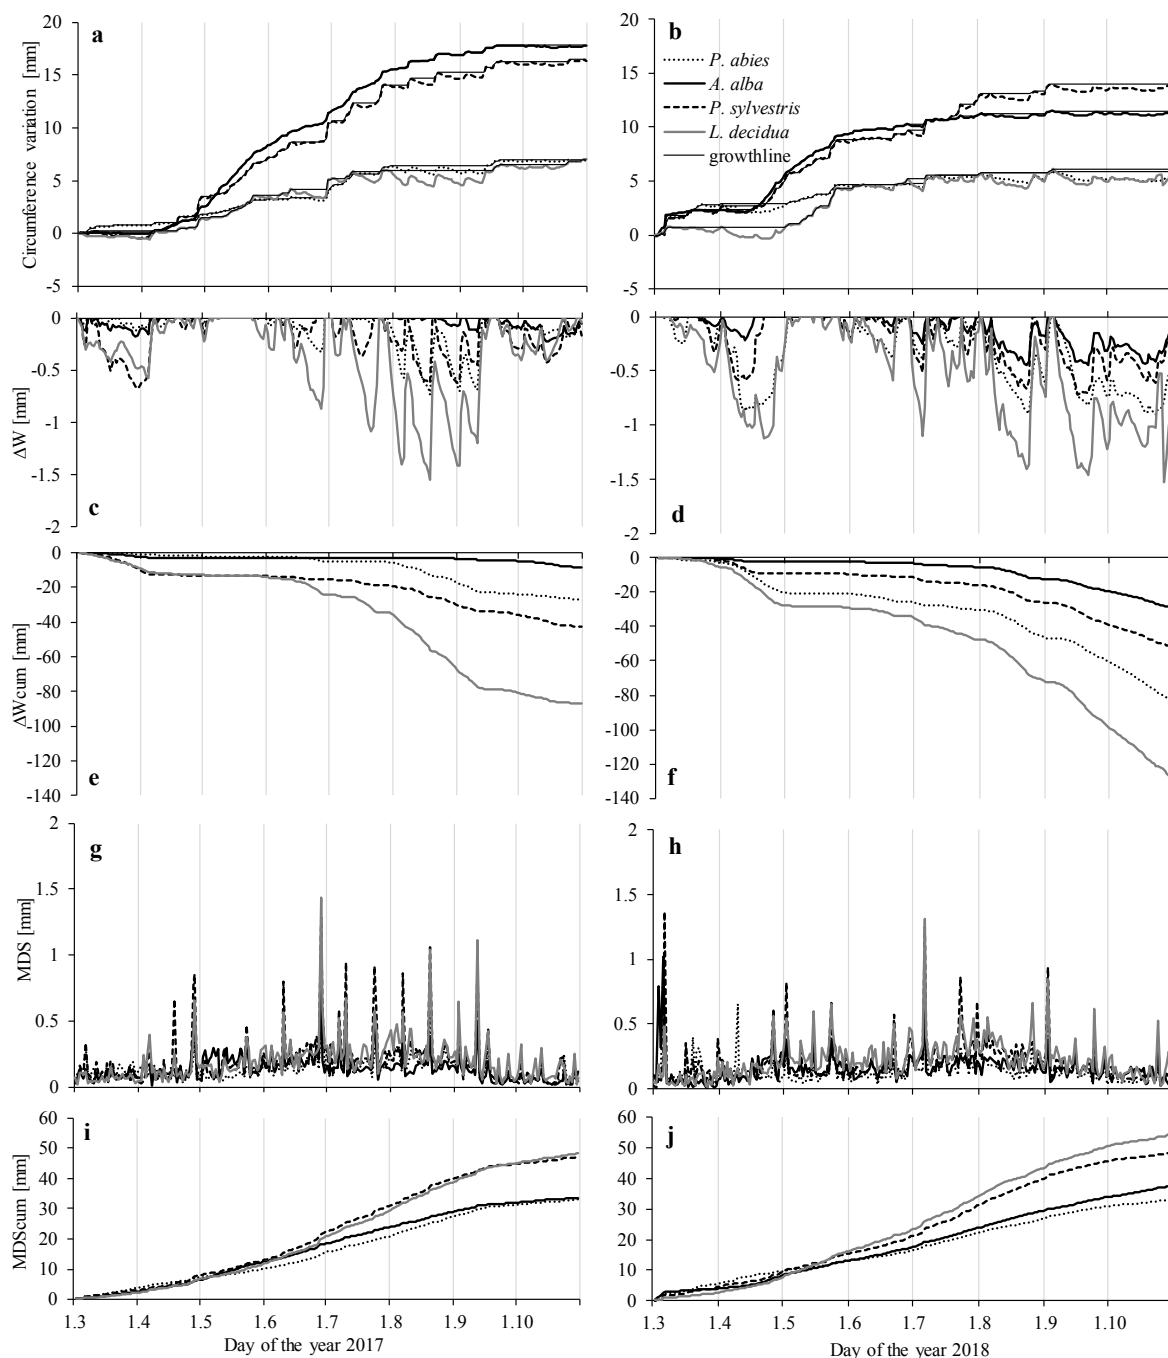 20
15
10
5
0
-5
Circumference variation [mm]
a
20
15
10
5
0
-5
b
P. abies
A. alba
P. sylvestris
L. decidua
growthline
0
-0.5
-1
-1.5
-2
ΔW [mm]
c
0
-0.5
-1
-1.5
-2
d
0
-20
-40
-60
-80
-100
-120
-140
ΔWcum [mm]
e
0
-20
-40
-60
-80
-100
-120
-140
f
2
1.5
1
0.5
0
MDS [mm]
g
2
1.5
1
0.5
0
h
60
50
40
30
20
10
0
MDScum [mm]
i
1.3 1.4 1.5 1.6 1.7 1.8 1.9 1.10
Day of the year 2017
60
50
40
30
20
10
0
j
1.3 1.4 1.5 1.6 1.7 1.8 1.9 1.10
Day of the year 2018